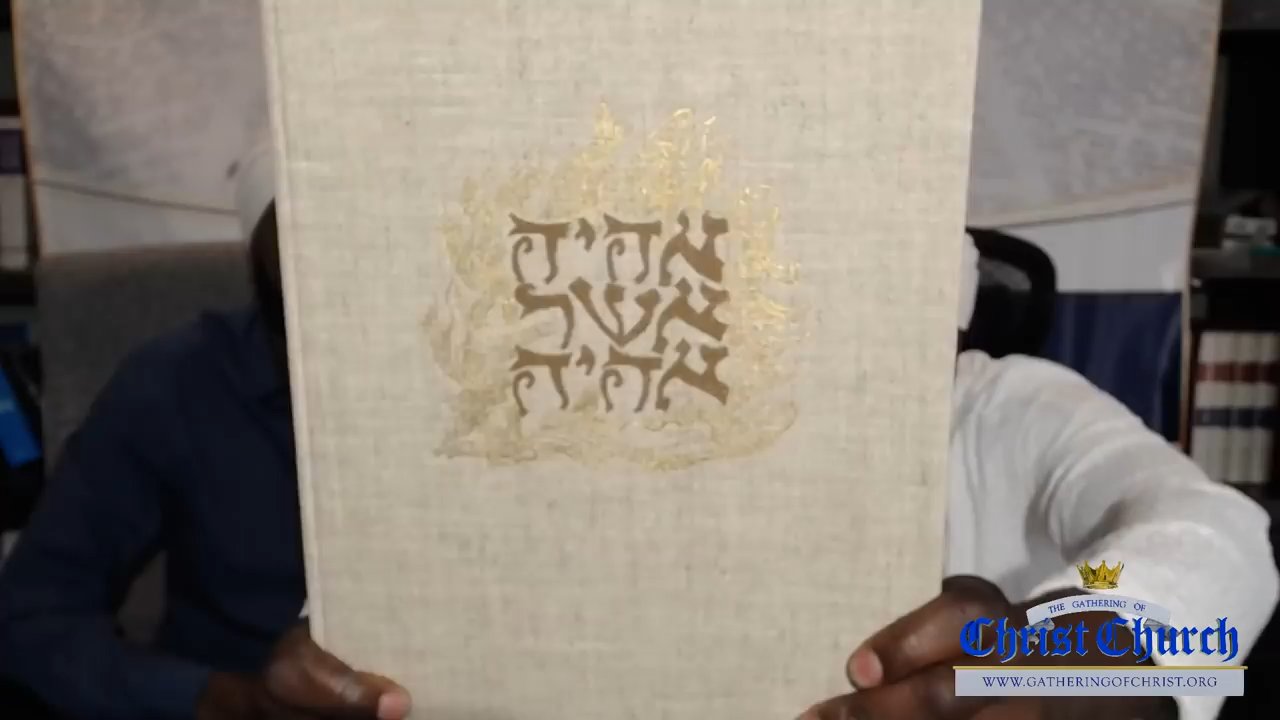 אהיה
אשר
אהיה
THE GATHERING OF
Christ Church
WWW.GATHERINGOFCHRIST.ORG